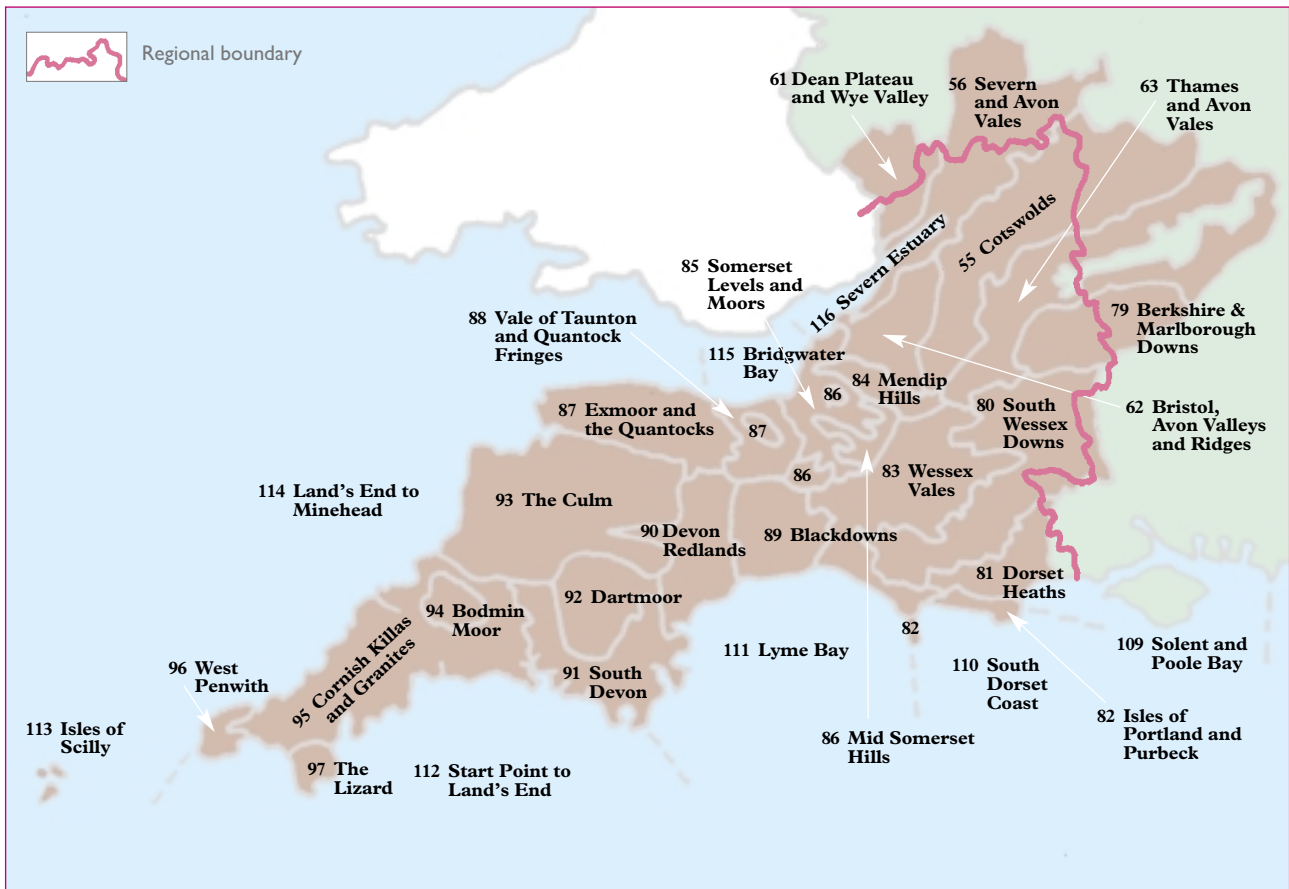 Regional boundary
61 Dean Plateau
and Wye Valley
56 Severn
and Avon
Vales
63 Thames
and Avon
Vales
55 Cotswolds
116 Severn Estuary
85 Somerset
Levels and
Moors
88 Vale of Taunton
and Quantock
Fringes
115 Bridgwater
Bay
79 Berkshire &
Marlborough
Downs
86
84 Mendip
Hills
87 Exmoor and
the Quantocks
87
80 South
Wessex
Downs
62 Bristol,
Avon Valleys
and Ridges
86
83 Wessex
Vales
114 Land's End to
Minehead
93 The Culm
90 Devon
Redlands
89 Blackdowns
81 Dorset
Heaths
94 Bodmin
Moor
92 Dartmoor
82
111 Lyme Bay
109 Solent and
Poole Bay
96 West
Penwith
95 Cornish Killas
and Granites
91 South
Devon
110 South
Dorset
Coast
113 Isles of
Scilly
86 Mid Somerset
Hills
82 Isles of
Portland and
Purbeck
97 The
Lizard
112 Start Point to
Land's End